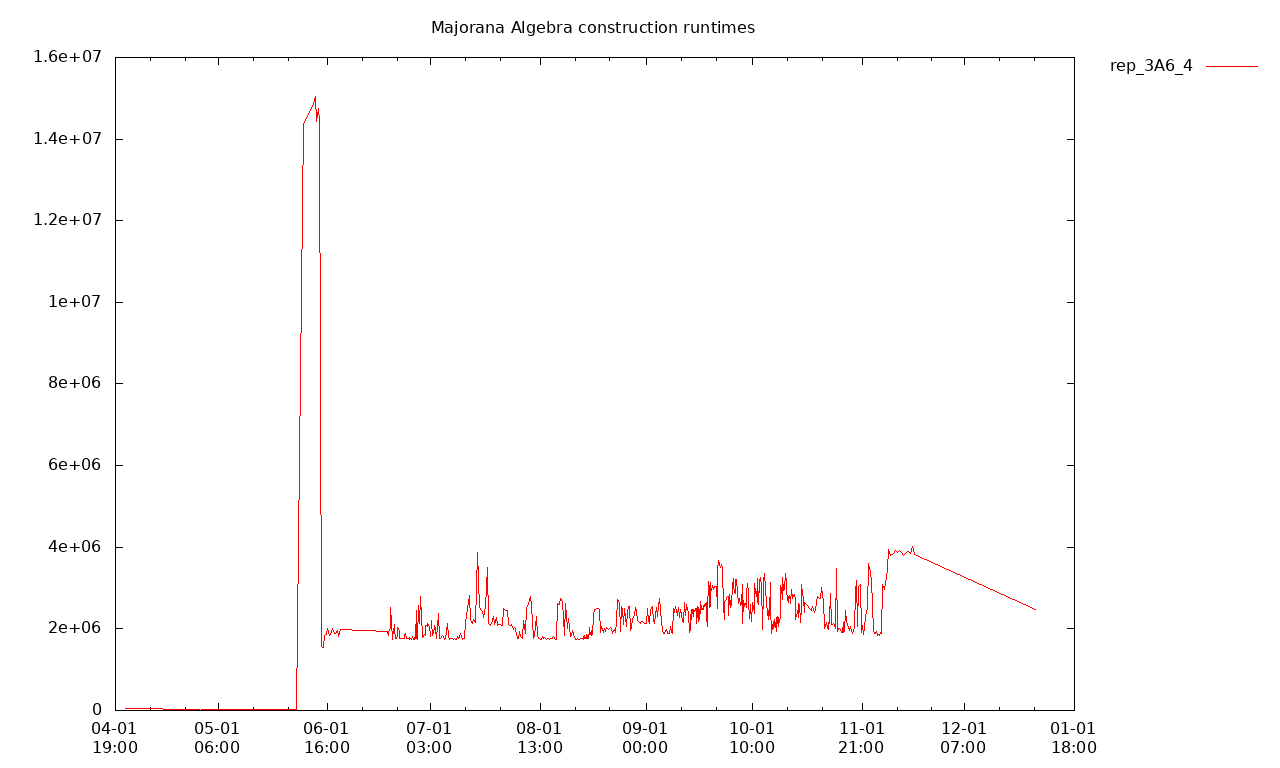 Majorana Algebra construction runtimes
rep_3A6_4
1.6e+07
1.4e+07
1.2e+07
1e+07
8e+06
6e+06
4e+06
2e+06
0
04-01 05-01 06-01 07-01 08-01 09-01 10-01 11-01 12-01 01-01
19:00 06:00 16:00 03:00 13:00 00:00 10:00 21:00 07:00 18:00